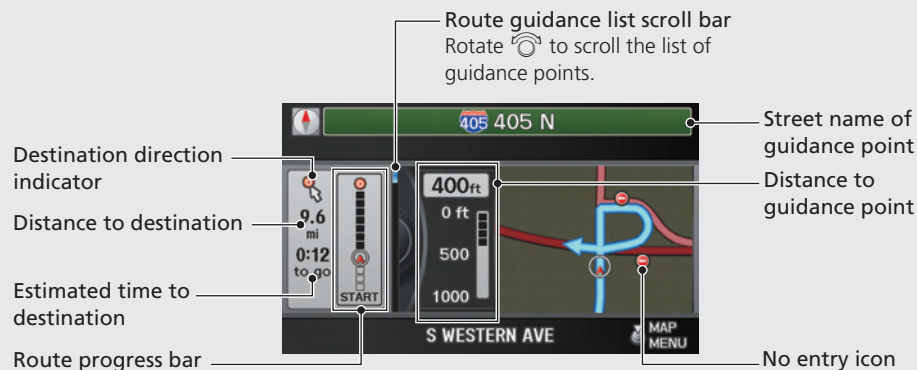 Route guidance list scroll bar
Rotate to scroll the list of
guidance points.
405 405 N
Street name of
guidance point
Destination direction
indicator
Distance to
guidance point
400ft
0 ft
9.6
mi
Distance to destination
0:12
to go
500
Estimated time to
destination
1000
START
S WESTERN AVE
MAP
MENU
Route progress bar
No entry icon